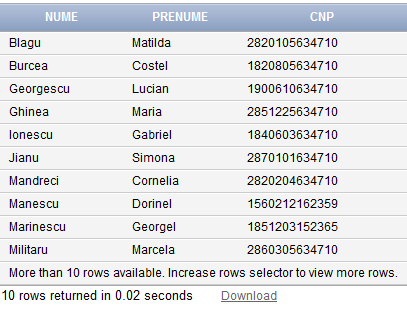 NUME PRENUME CNP
Blagu Matilda 2820105634710
Burcea Costel 1820805634710
Georgescu Lucian 1900610634710
Ghinea Maria 2851225634710
Ionescu Gabriel 1840603634710
Jianu Simona 2870101634710
Mandreci Cornelia 2820204634710
Manescu Dorinel 1560212162359
Marinescu Georgel 1851203152365
Militaru Marcela 2860305634710
More than 10 rows available. Increase rows selector to view more rows.
10 rows returned in 0.02 seconds Download